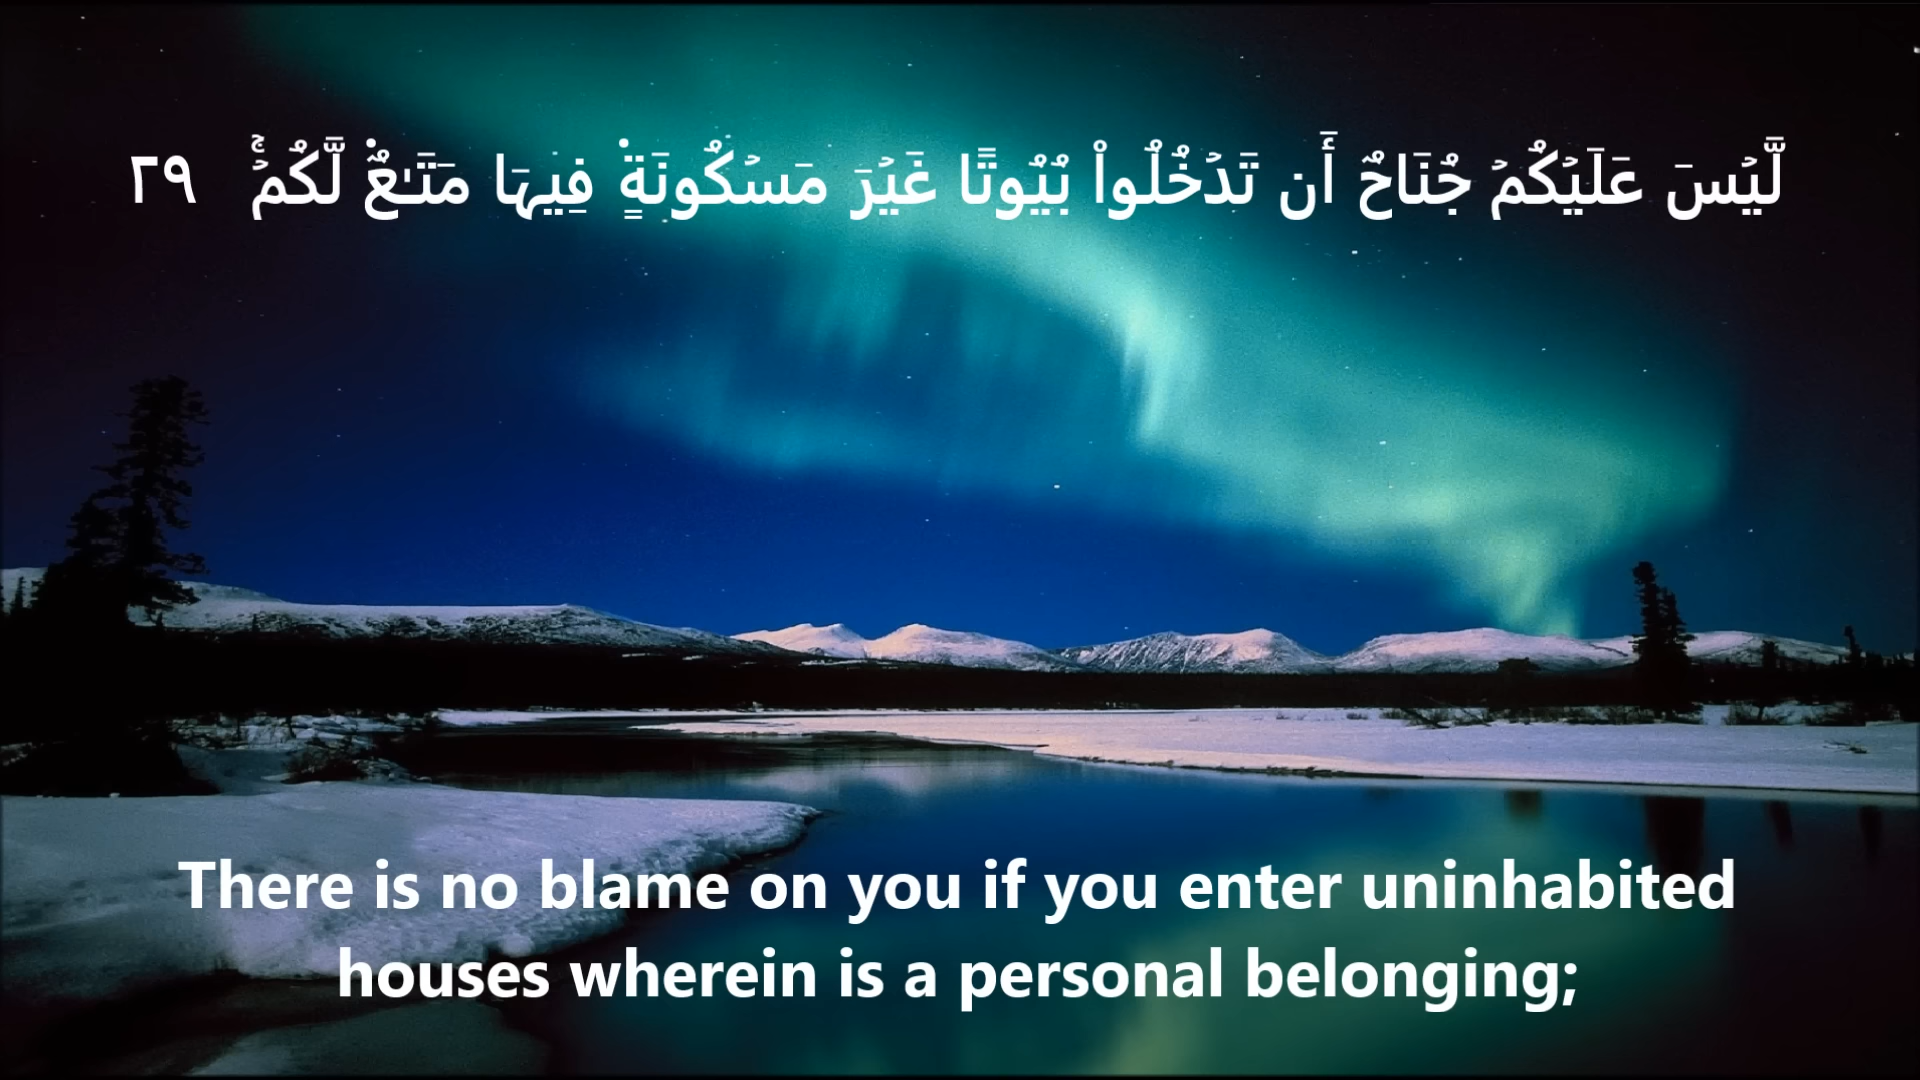 لَّيۡسَ عَلَيۡكُمۡ جُنَاحٌ أَن تَدۡخُلُواْ بُيُوتًا غَيۡرَ مَسۡكُونَةٖ فِيهَا مَتَٰعٞ لَّكُمۡۚ ٢٩
There is no blame on you if you enter uninhabited
houses wherein is a personal belonging;